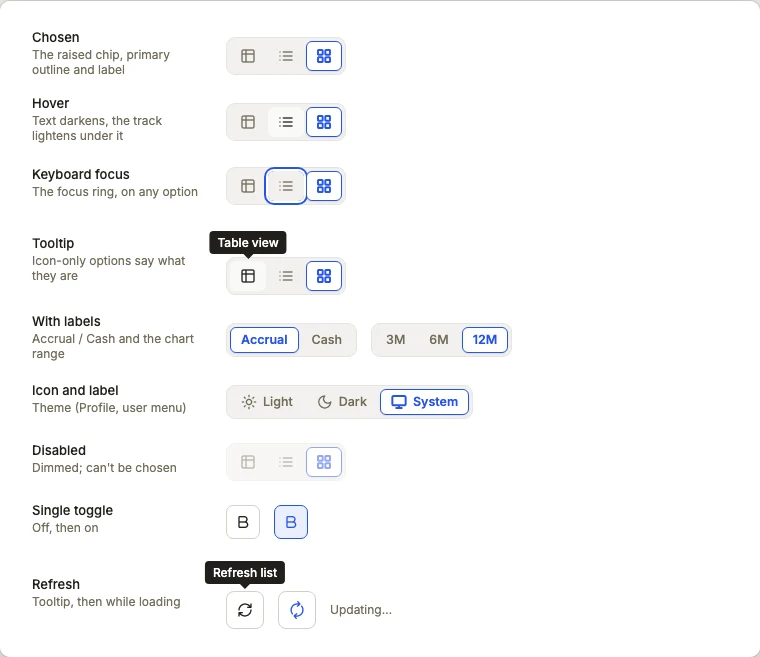 Chosen
The raised chip, primary
outline and label
Hover
Text darkens, the track
lightens under it
Keyboard focus
The focus ring, on any option
Tooltip
Icon-only options say what
they are
Table view
With labels
Accrual / Cash and the chart
range
Accrual Cash 3M 6M 12M
Icon and label
Theme (Profile, user menu)
Light Dark System
Disabled
Dimmed; can't be chosen
Single toggle
Off, then on
B B
Refresh
Tooltip, then while loading
Refresh list
Updating...